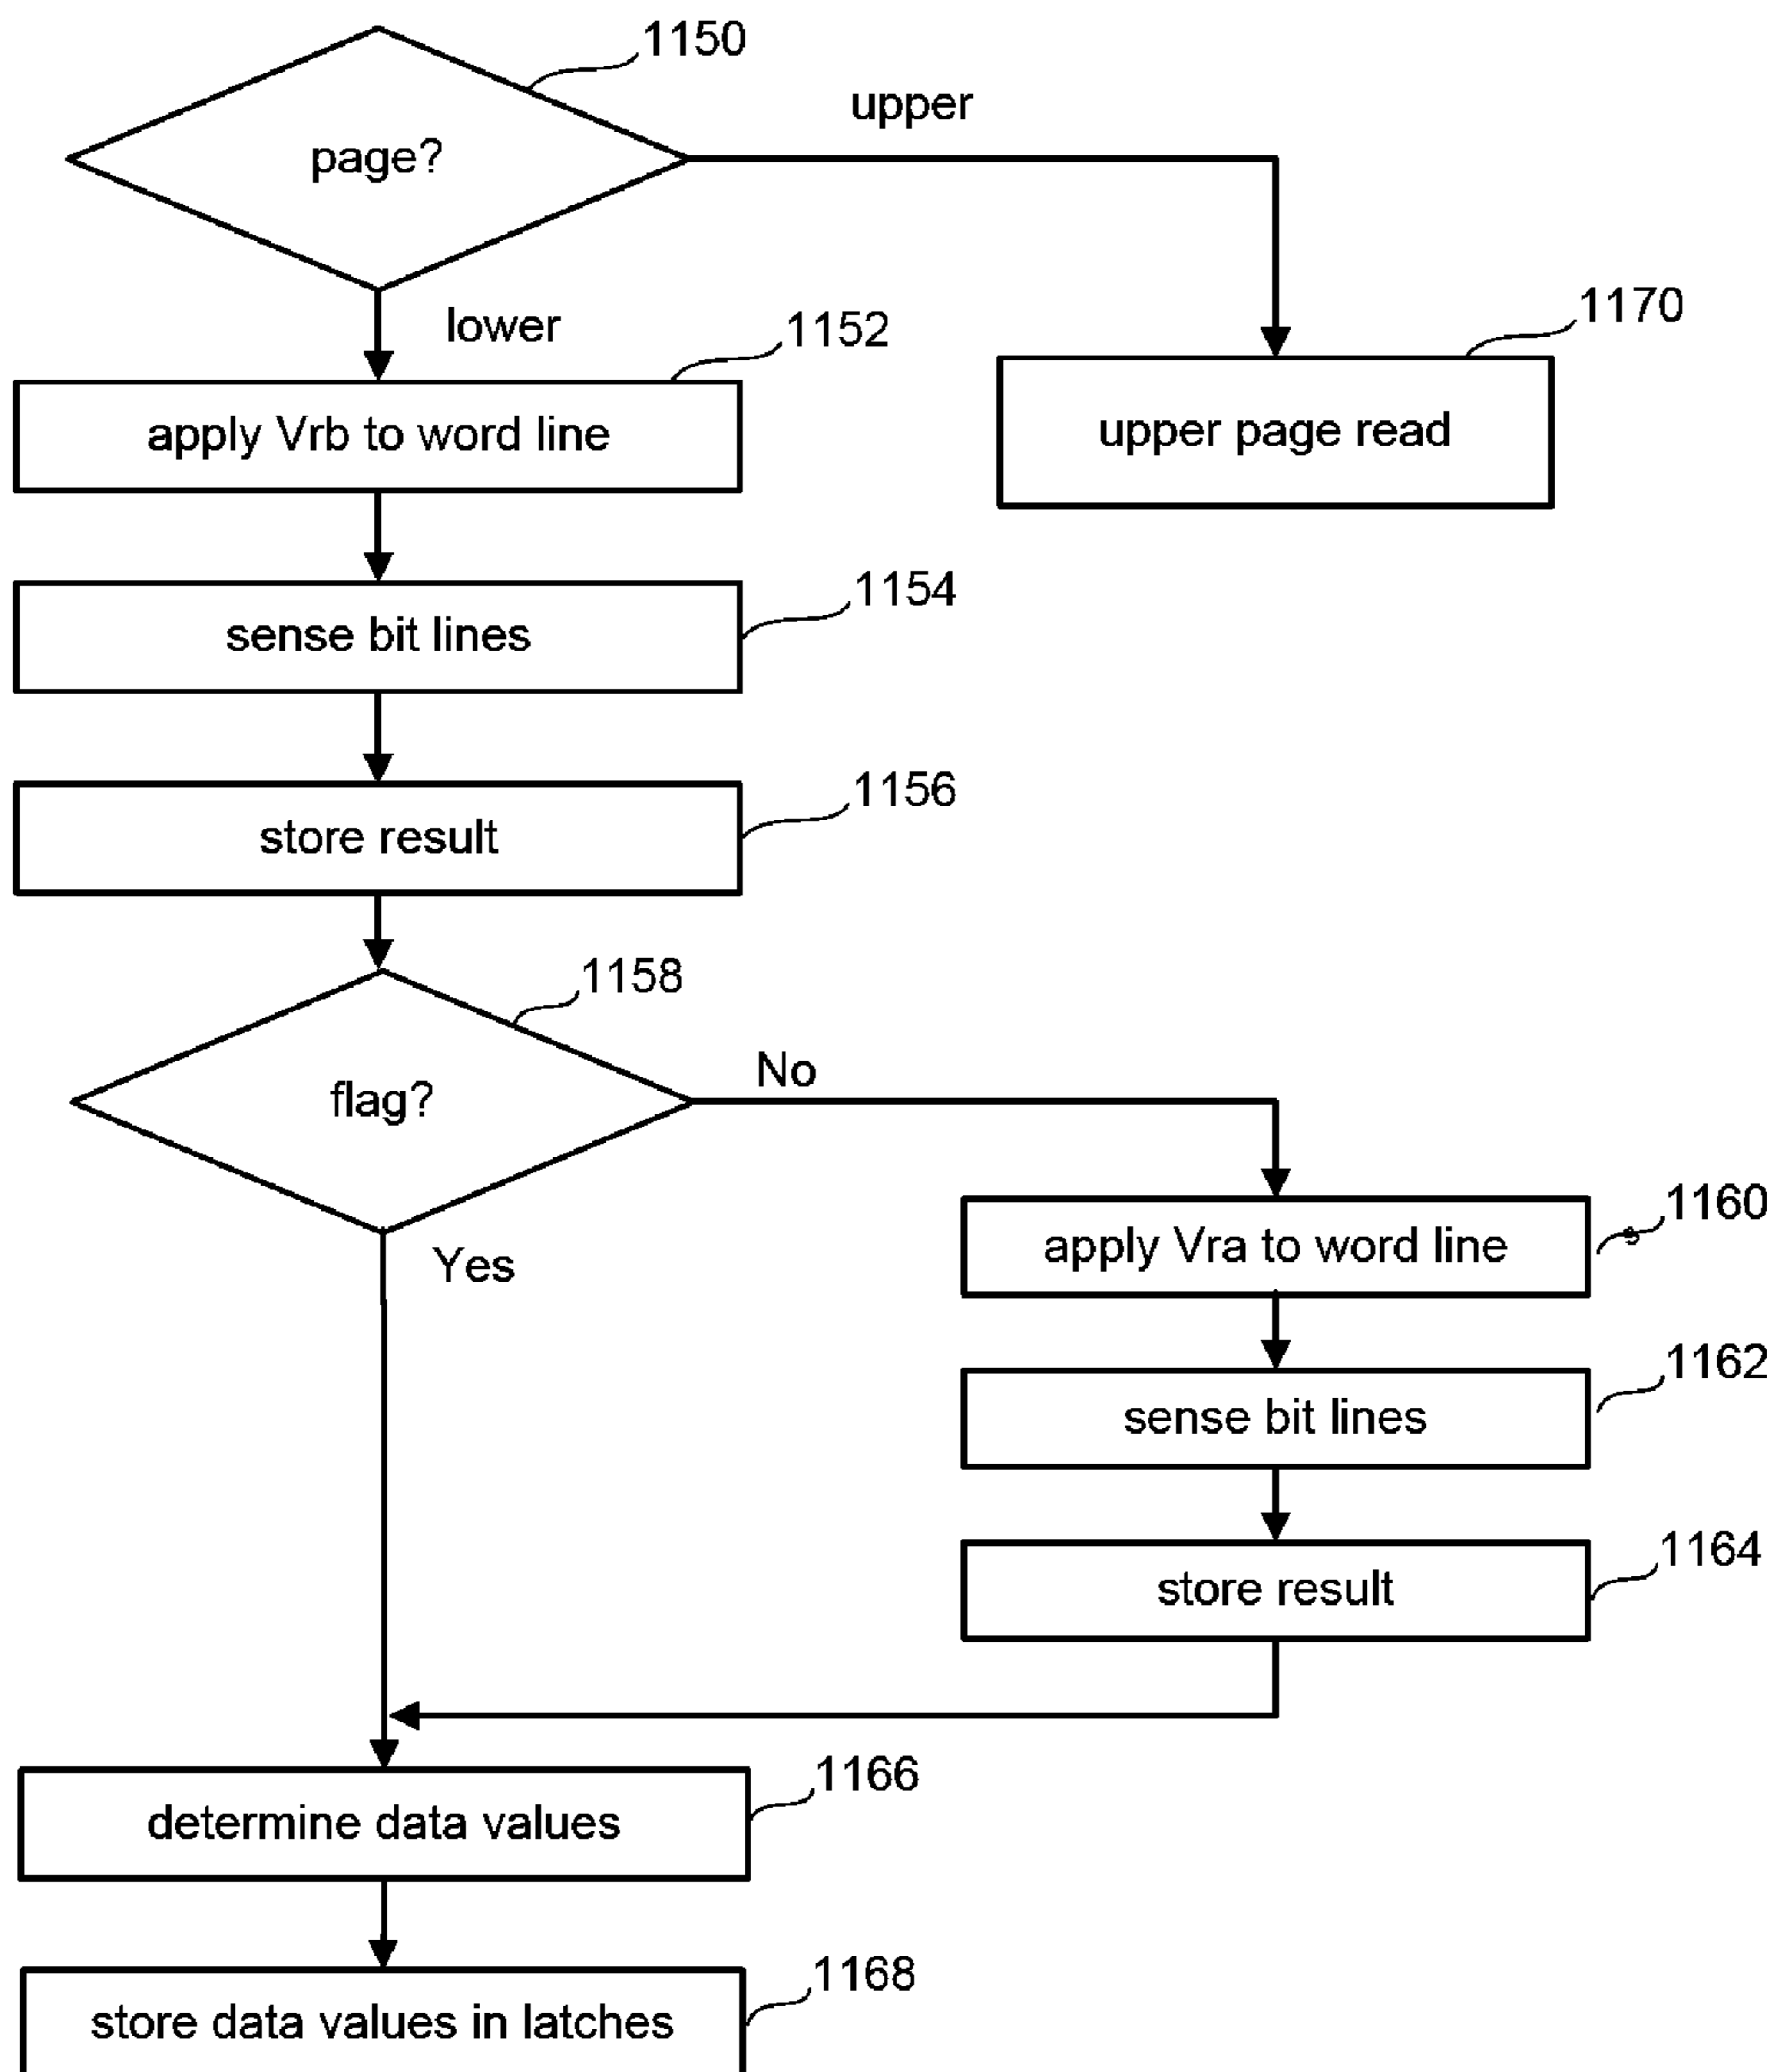 1150
upper
page?
1170
lower
1152
apply Vrb to word line
upper page read
1154
sense bit lines
1156
store result
1158
No
flag?
1160
apply Vra to word line
Yes
1162
sense bit lines
1164
store result
1166
determine data values
1168
store data values in latches